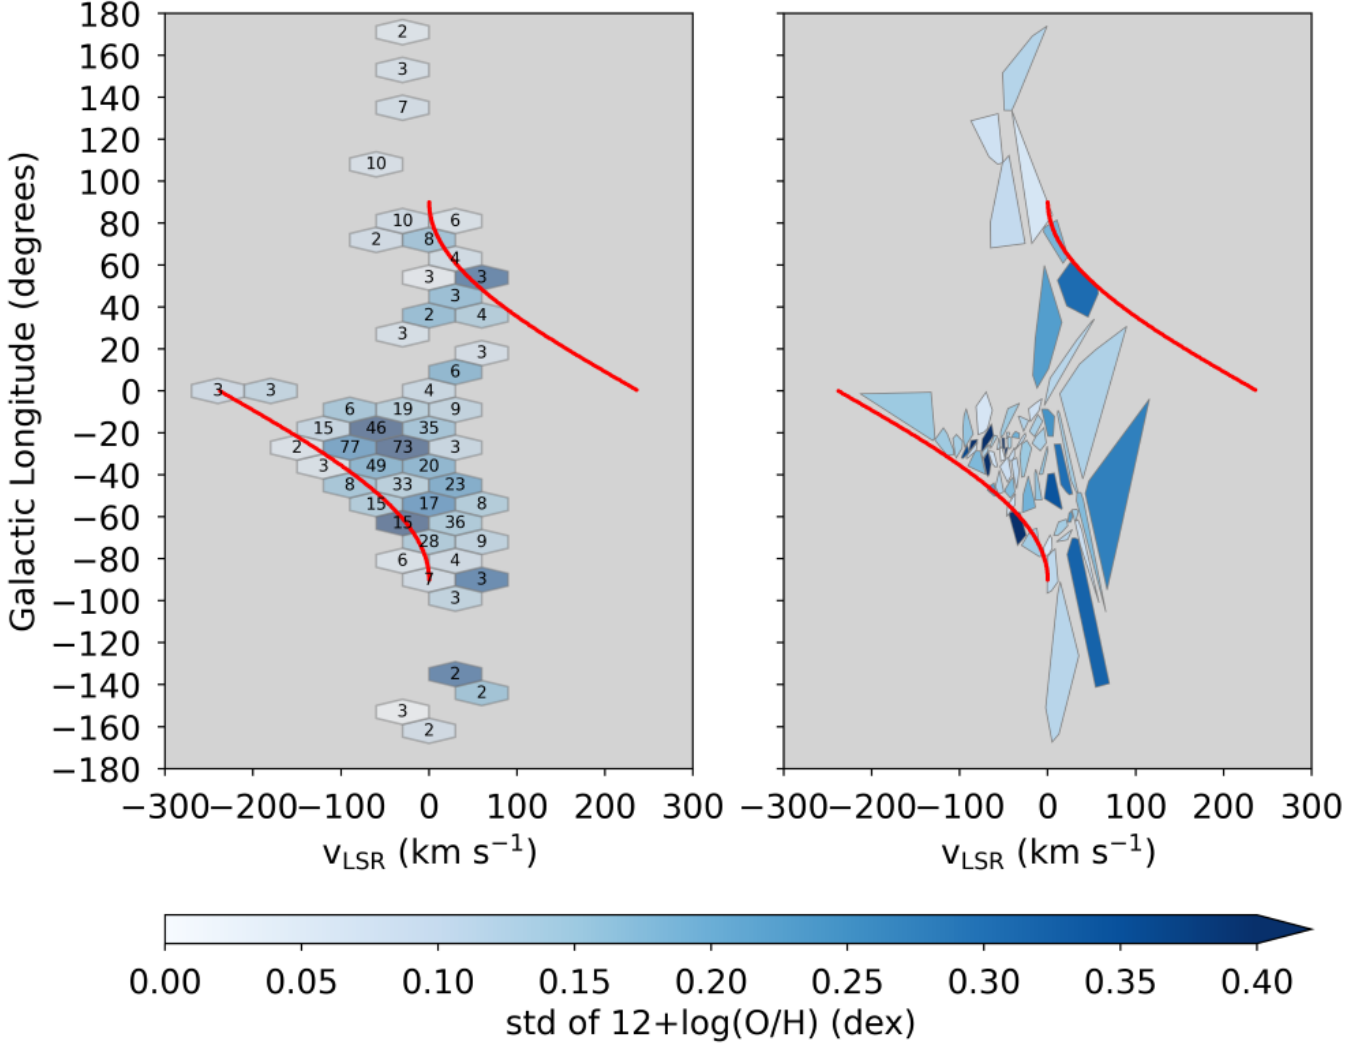 180
160
140
120
100
80
60
40
20
0
−20
−40
−60
−80
−100
−120
−140
−160
−180
Galactic Longitude (degrees)
2
3
7
10
10 6
2 8
4
3 3
3
2 4
3
3
6
3 3 4
6 19 9
15 46 35
2 77 73 3
3 49 20
8 33 23
15 17 8
15 36
28 9
6 4
7 3
3
2
2
3
2
−300 −200 −100 0 100 200 300
−300 −200 −100 0 100 200 300
vLSR (km s−1)
vLSR (km s−1)
0.00 0.05 0.10 0.15 0.20 0.25 0.30 0.35 0.40
std of 12+log(O/H) (dex)